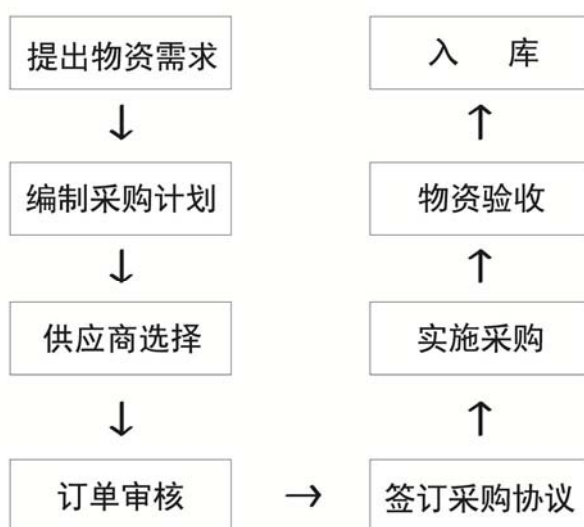 提出物资需求
编制采购计划
供应商选择
订单审核
签订采购协议
实施采购
物资验收
入 库